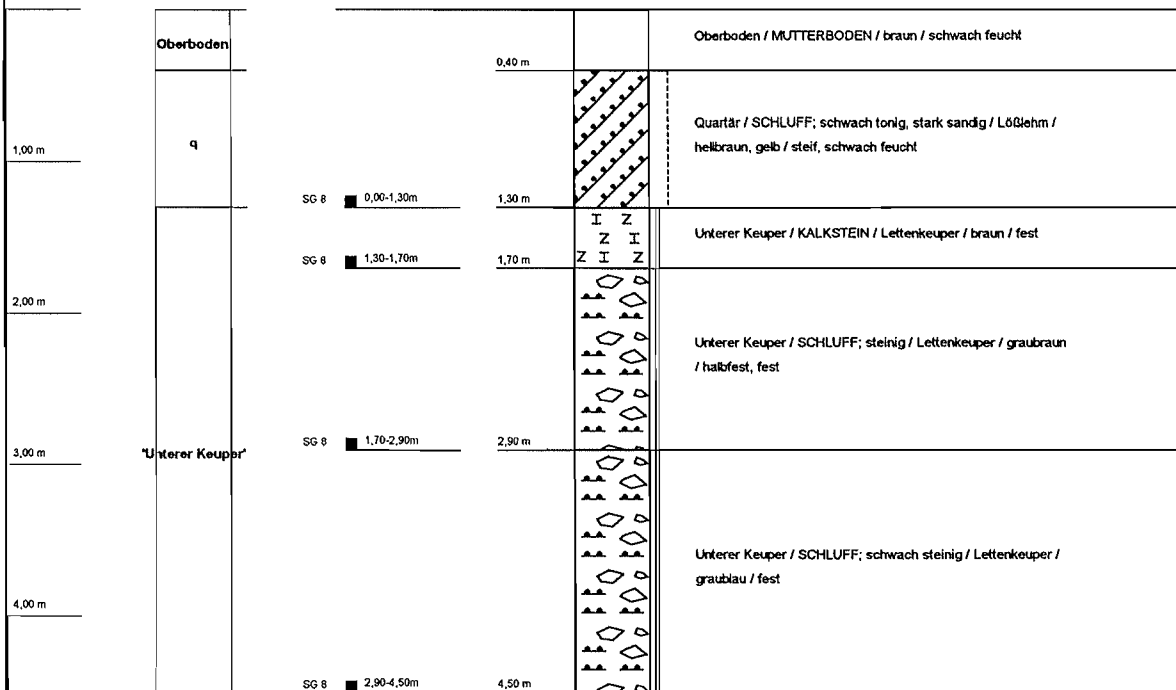 Oberboden
Oberboden / MUTTERBODEN / braun / schwach feucht
0,40 m
Quartär / SCHLUFF; schwach tonig, stark sandig / Lößlehm /
hellbraun, gelb / steif, schwach feucht
q
1,00 m
SG 8
0,00-1,30m
1,30 m
Unterer Keuper / KALKSTEIN / Lettenkeuper / braun / fest
I Z
Z I
Z I Z
SG 8
1,30-1,70m
1,70 m
2,00 m
Unterer Keuper / SCHLUFF; steinig / Lettenkeuper / graubraun
/ halbfest, fest
SG 8
1,70-2,90m
2,90 m
3,00 m
"Unterer Keuper"
Unterer Keuper / SCHLUFF; schwach steinig / Lettenkeuper /
graublau / fest
4,00 m
SG 8
2,90-4,50m
4,50 m